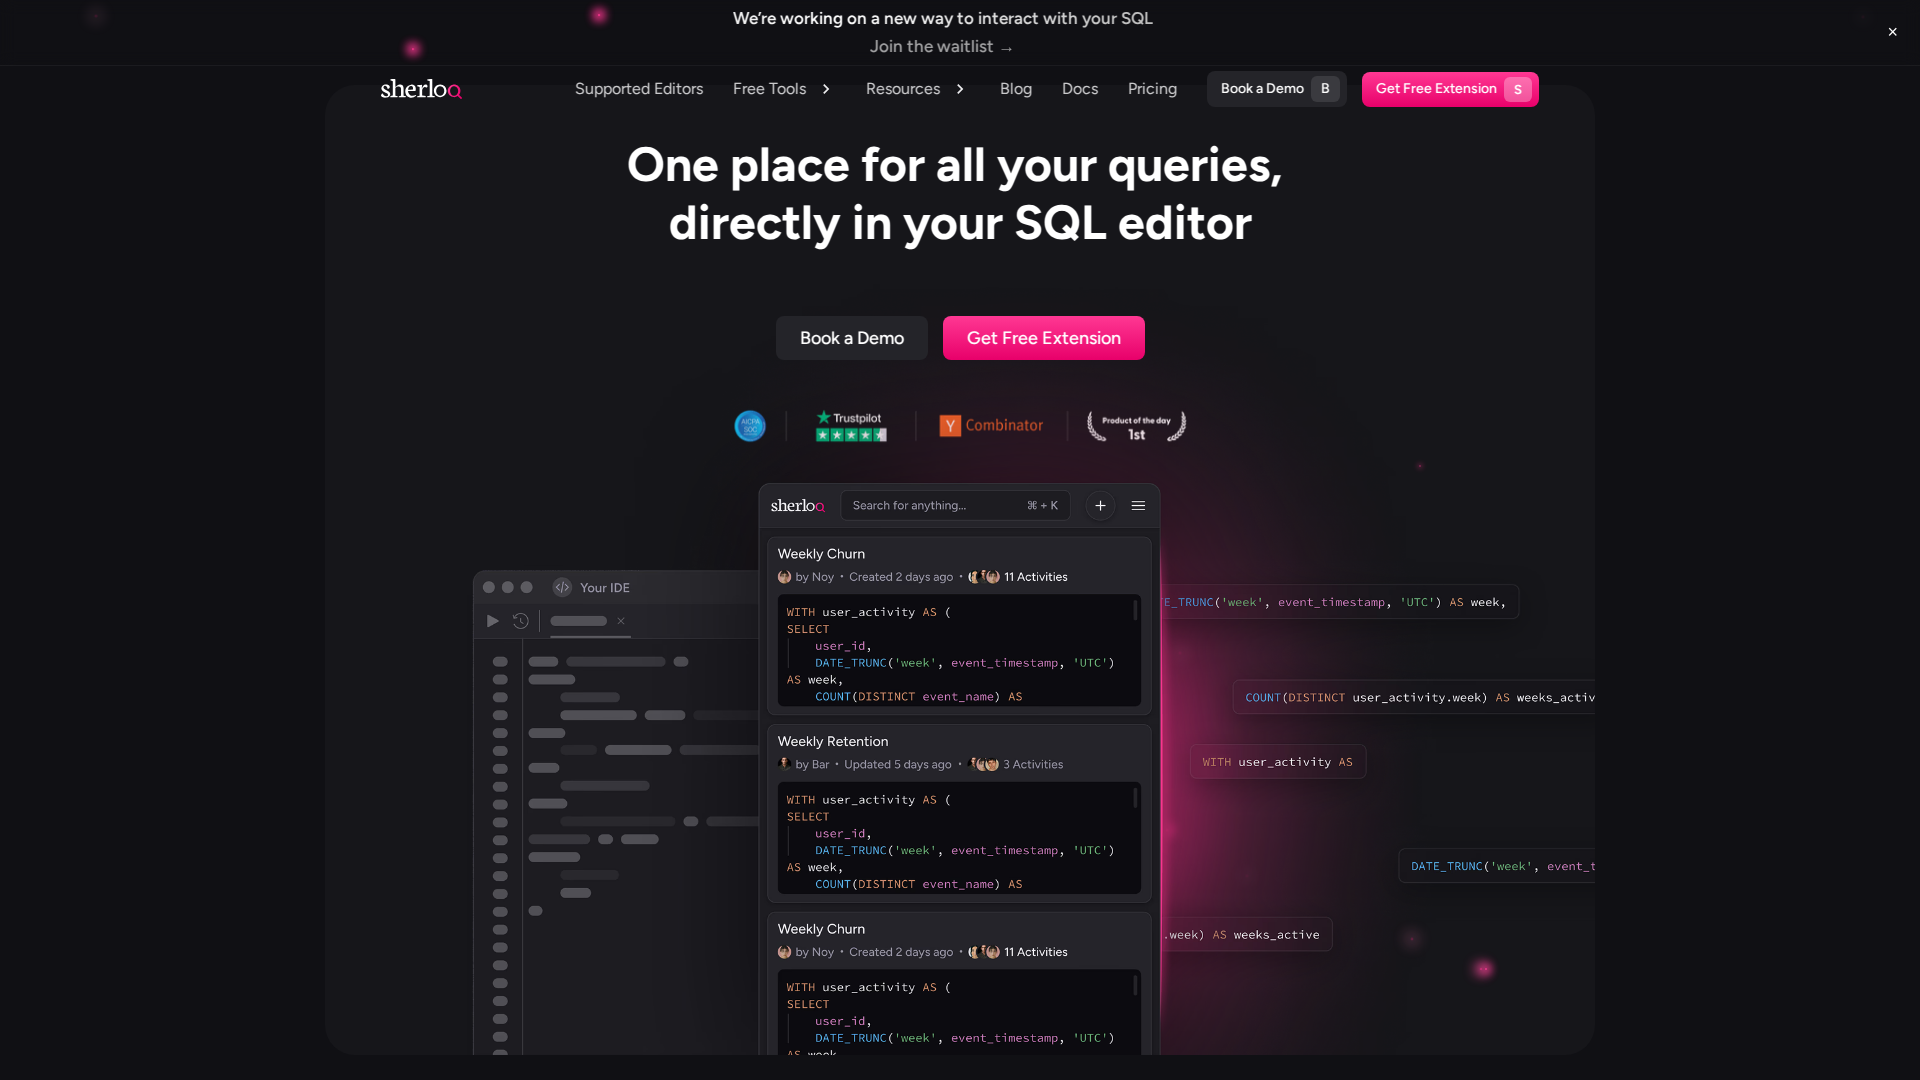 We're working on a new way to interact with your SQL
Join the waitlist →
×
sherloq
Supported Editors
Free Tools
Resources
Blog
Docs
Pricing
Book a Demo B
Get Free Extension S
One place for all your queries,
directly in your SQL editor
Book a Demo
Get Free Extension
AICPA
SOC
Trustpilot
Y Combinator
Product of the day
1st
sherloq
Search for anything... ⌘ + K
Weekly Churn
by Noy • Created 2 days ago • 11 Activities
WITH user_activity AS (
SELECT
user_id,
DATE_TRUNC('week', event_timestamp, 'UTC')
AS week,
COUNT(DISTINCT event_name) AS
Weekly Retention
by Bar • Updated 5 days ago • 3 Activities
WITH user_activity AS (
SELECT
user_id,
DATE_TRUNC('week', event_timestamp, 'UTC')
AS week,
COUNT(DISTINCT event_name) AS
Weekly Churn
by Noy • Created 2 days ago • 11 Activities
WITH user_activity AS (
SELECT
user_id,
DATE_TRUNC('week', event_timestamp, 'UTC')
AS week,
</> Your IDE
TE_TRUNC('week', event_timestamp, 'UTC') AS week,
COUNT(DISTINCT user_activity.week) AS weeks_activ
WITH user_activity AS
DATE_TRUNC('week', event_t
.week) AS weeks_active